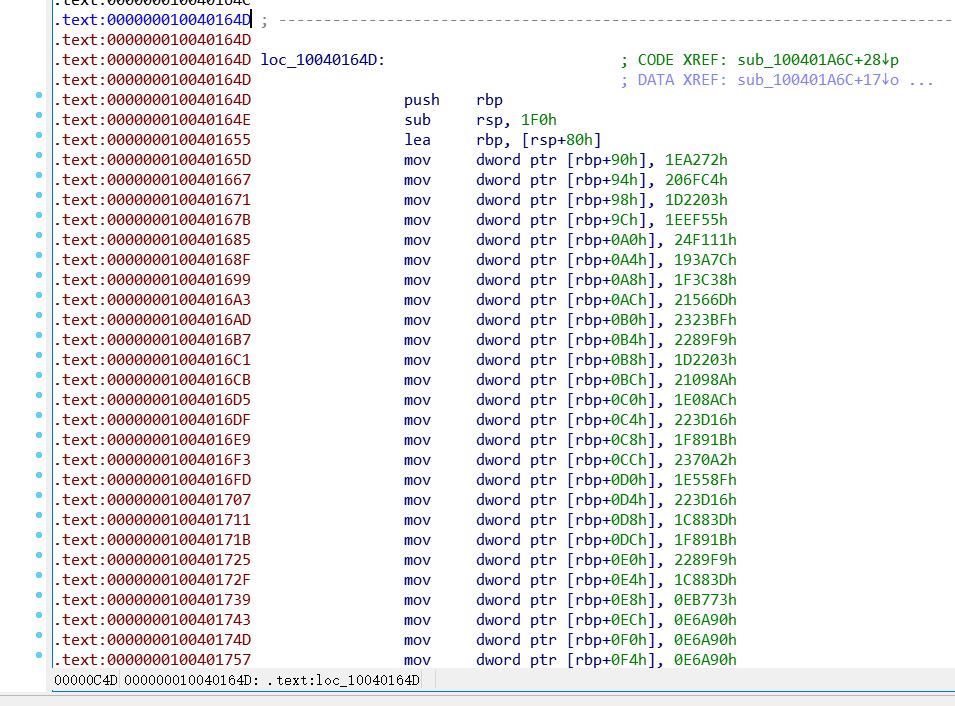 .text:000000010040164D ; ---------------------------------------------------------------------------
.text:000000010040164D
.text:000000010040164D loc_10040164D: ; CODE XREF: sub_100401A6C+28↓p
.text:000000010040164D ; DATA XREF: sub_100401A6C+17↓o ...
.text:000000010040164D push rbp
.text:000000010040164E sub rsp, 1F0h
.text:0000000100401655 lea rbp, [rsp+80h]
.text:000000010040165D mov dword ptr [rbp+90h], 1EA272h
.text:0000000100401667 mov dword ptr [rbp+94h], 206FC4h
.text:0000000100401671 mov dword ptr [rbp+98h], 1D2203h
.text:000000010040167B mov dword ptr [rbp+9Ch], 1EEF55h
.text:0000000100401685 mov dword ptr [rbp+0A0h], 24F111h
.text:000000010040168F mov dword ptr [rbp+0A4h], 193A7Ch
.text:0000000100401699 mov dword ptr [rbp+0A8h], 1F3C38h
.text:00000001004016A3 mov dword ptr [rbp+0ACh], 21566Dh
.text:00000001004016AD mov dword ptr [rbp+0B0h], 2323BFh
.text:00000001004016B7 mov dword ptr [rbp+0B4h], 2289F9h
.text:00000001004016C1 mov dword ptr [rbp+0B8h], 1D2203h
.text:00000001004016CB mov dword ptr [rbp+0BCh], 21098Ah
.text:00000001004016D5 mov dword ptr [rbp+0C0h], 1E08ACh
.text:00000001004016DF mov dword ptr [rbp+0C4h], 223D16h
.text:00000001004016E9 mov dword ptr [rbp+0C8h], 1F891Bh
.text:00000001004016F3 mov dword ptr [rbp+0CCh], 2370A2h
.text:00000001004016FD mov dword ptr [rbp+0D0h], 1E558Fh
.text:0000000100401707 mov dword ptr [rbp+0D4h], 223D16h
.text:0000000100401711 mov dword ptr [rbp+0D8h], 1C883Dh
.text:000000010040171B mov dword ptr [rbp+0DCh], 1F891Bh
.text:0000000100401725 mov dword ptr [rbp+0E0h], 2289F9h
.text:000000010040172F mov dword ptr [rbp+0E4h], 1C883Dh
.text:0000000100401739 mov dword ptr [rbp+0E8h], 0EB773h
.text:0000000100401743 mov dword ptr [rbp+0ECh], 0E6A90h
.text:000000010040174D mov dword ptr [rbp+0F0h], 0E6A90h
.text:0000000100401757 mov dword ptr [rbp+0F4h], 0E6A90h
00000C4D 000000010040164D: .text:loc_10040164D